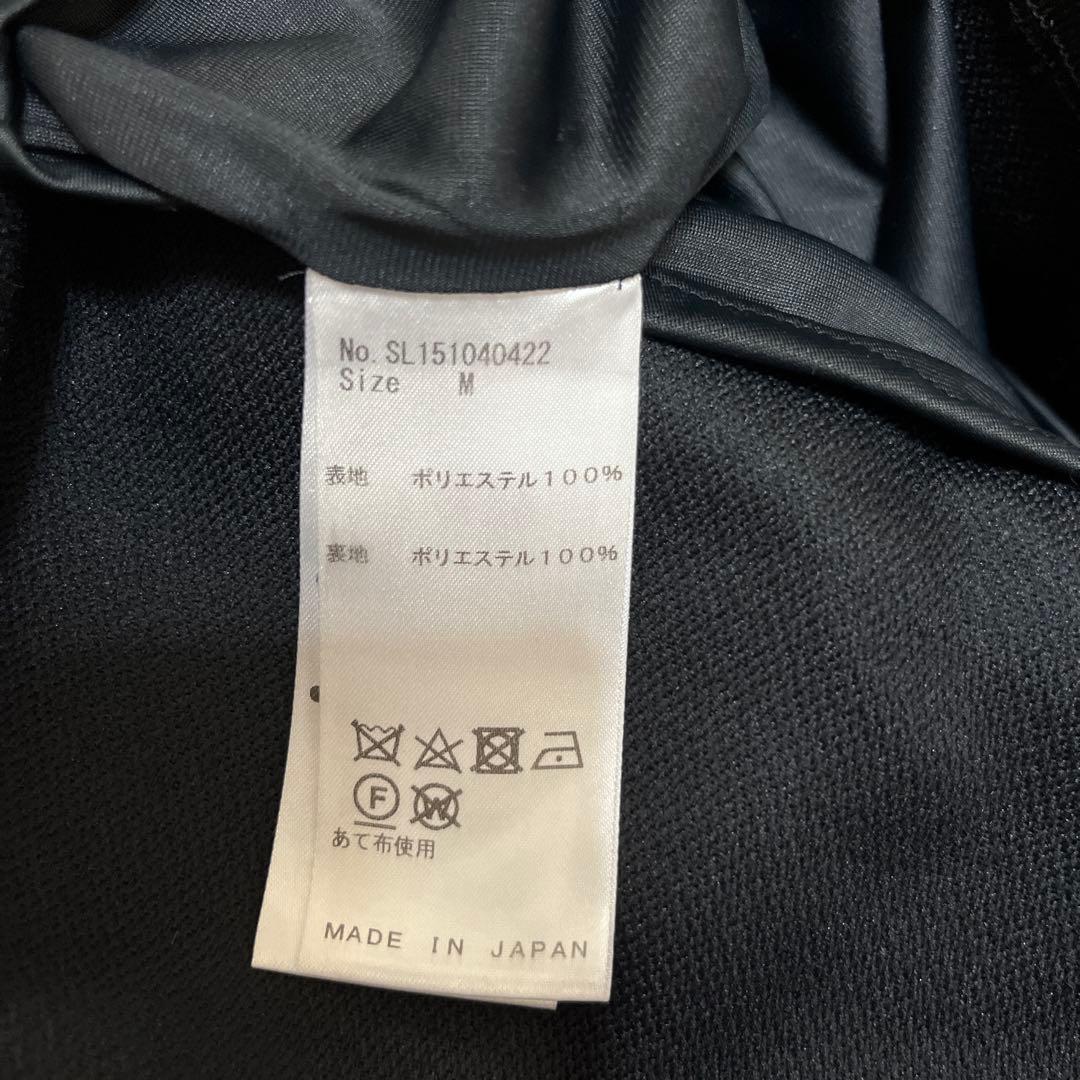 No. SL151040422
Size M
表地 ポリエステル１００％
裏地 ポリエステル１００％
F W
あて布使用
MADE IN JAPAN